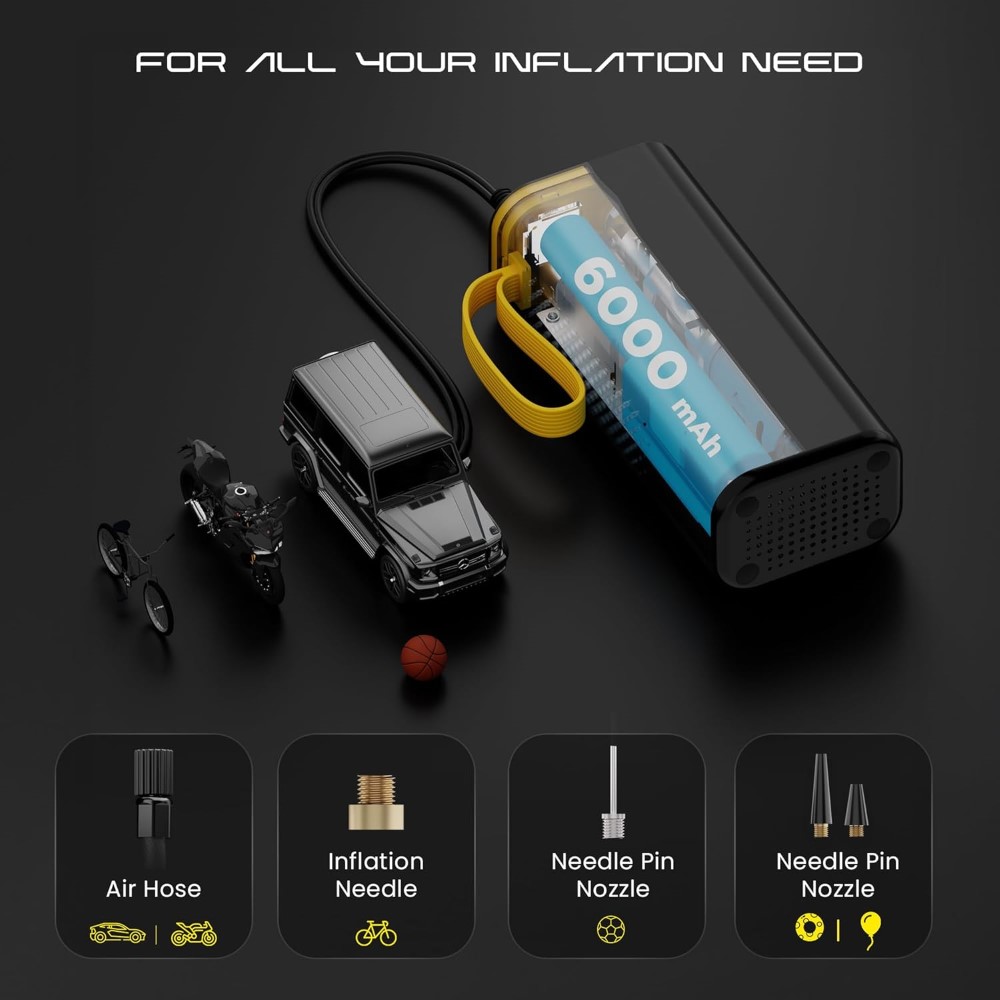 FOR ALL YOUR INFLATION NEED
6000 mAh
Air Hose
Inflation
Needle
Needle Pin
Nozzle
Needle Pin
Nozzle